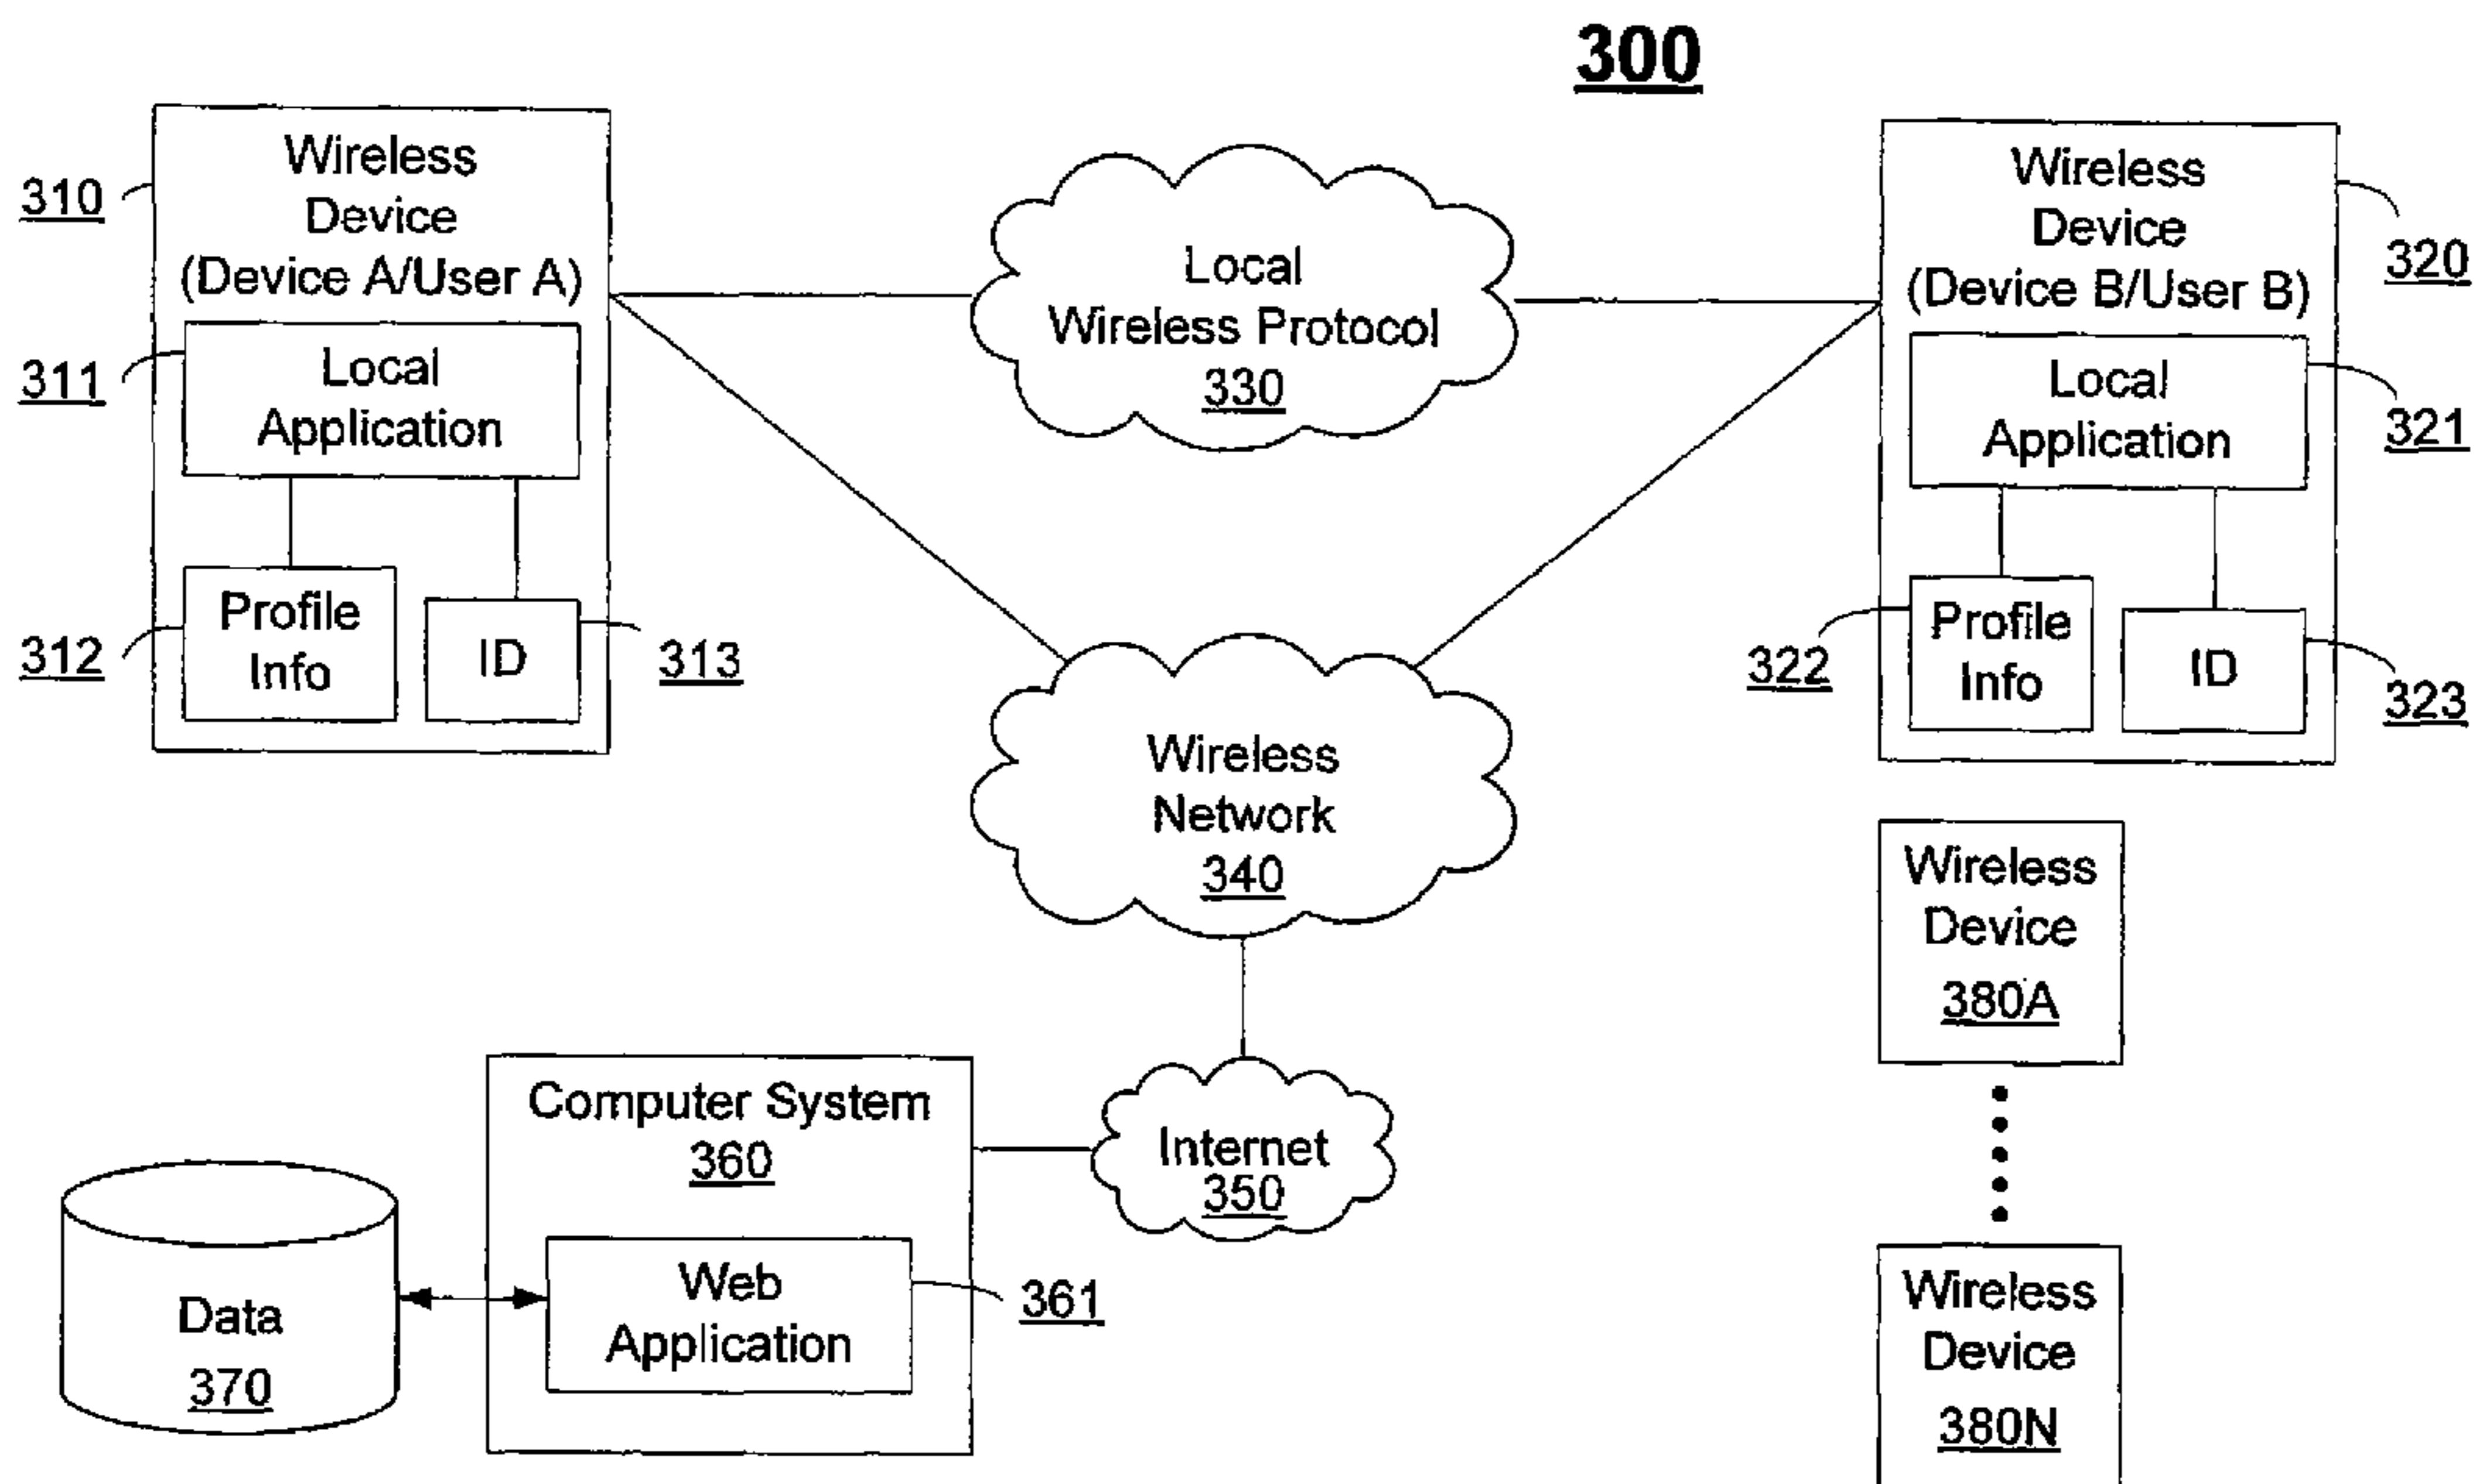 300
310
Wireless
Device
(Device A/User A)
311
Local
Application
312
Profile
Info
ID
313
Local
Wireless Protocol
330
Wireless
Device
(Device B/User B)
320
Local
Application
321
322
Profile
Info
ID
323
Wireless
Network
340
Wireless
Device
380A
Computer System
360
Internet
350
Data
370
Web
Application
361
Wireless
Device
380N